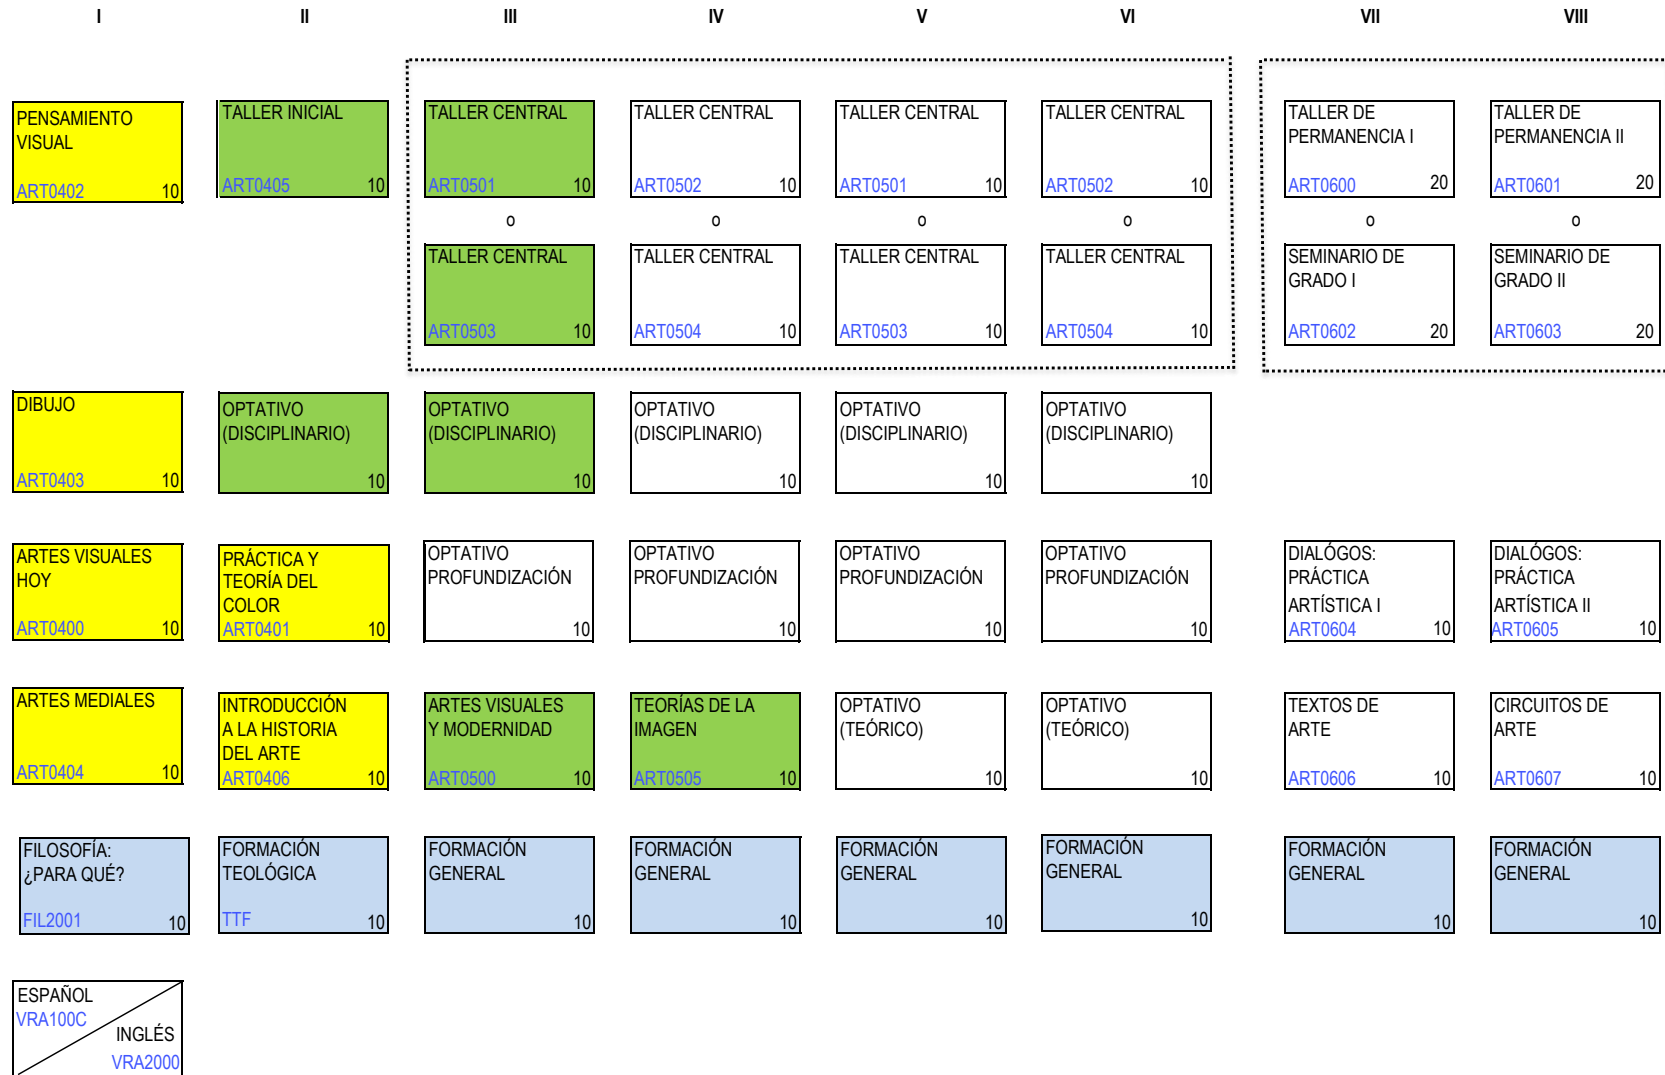 I II III IV V VI VII VIII
PENSAMIENTO
VISUAL
ART0402 10
TALLER INICIAL
ART0405 10
TALLER CENTRAL
ART0501 10
TALLER CENTRAL
ART0502 10
TALLER CENTRAL
ART0501 10
TALLER CENTRAL
ART0502 10
TALLER DE
PERMANENCIA I
ART0600 20
TALLER DE
PERMANENCIA II
ART0601 20
o o o o o o
TALLER CENTRAL
ART0503 10
TALLER CENTRAL
ART0504 10
TALLER CENTRAL
ART0503 10
TALLER CENTRAL
ART0504 10
SEMINARIO DE
GRADO I
ART0602 20
SEMINARIO DE
GRADO II
ART0603 20
DIBUJO
ART0403 10
OPTATIVO
(DISCIPLINARIO)
10
OPTATIVO
(DISCIPLINARIO)
10
OPTATIVO
(DISCIPLINARIO)
10
OPTATIVO
(DISCIPLINARIO)
10
OPTATIVO
(DISCIPLINARIO)
10
ARTES VISUALES
HOY
ART0400 10
PRÁCTICA Y
TEORÍA DEL
COLOR
ART0401 10
OPTATIVO
PROFUNDIZACIÓN
10
OPTATIVO
PROFUNDIZACIÓN
10
OPTATIVO
PROFUNDIZACIÓN
10
OPTATIVO
PROFUNDIZACIÓN
10
DIALÓGOS:
PRÁCTICA
ARTÍSTICA I
ART0604 10
DIALÓGOS:
PRÁCTICA
ARTÍSTICA II
ART0605 10
ARTES MEDIALES
ART0404 10
INTRODUCCIÓN
A LA HISTORIA
DEL ARTE
ART0406 10
ARTES VISUALES
Y MODERNIDAD
ART0500 10
TEORÍAS DE LA
IMAGEN
ART0505 10
OPTATIVO
(TEÓRICO)
10
OPTATIVO
(TEÓRICO)
10
TEXTOS DE
ARTE
ART0606 10
CIRCUITOS DE
ARTE
ART0607 10
FILOSOFÍA:
¿PARA QUÉ?
FIL2001 10
FORMACIÓN
TEOLÓGICA
TTF 10
FORMACIÓN
GENERAL
10
FORMACIÓN
GENERAL
10
FORMACIÓN
GENERAL
10
FORMACIÓN
GENERAL
10
FORMACIÓN
GENERAL
10
FORMACIÓN
GENERAL
10
ESPAÑOL
VRA100C
INGLÉS
VRA2000